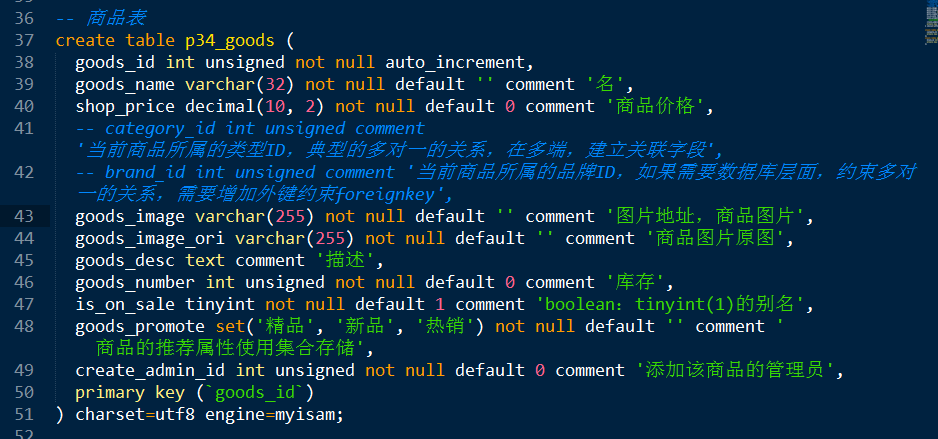 36 -- 商品表
37 create table p34_goods (
38 goods_id int unsigned not null auto_increment,
39 goods_name varchar(32) not null default '' comment '名',
40 shop_price decimal(10, 2) not null default 0 comment '商品价格',
41 -- category_id int unsigned comment
'当前商品所属的类型ID，典型的多对一的关系，在多端，建立关联字段',
42 -- brand_id int unsigned comment '当前商品所属的品牌ID，如果需要数据库层面，约束多对
一的关系，需要增加外键约束foreignkey',
43 goods_image varchar(255) not null default '' comment '图片地址，商品图片',
44 goods_image_ori varchar(255) not null default '' comment '商品图片原图',
45 goods_desc text comment '描述',
46 goods_number int unsigned not null default 0 comment '库存',
47 is_on_sale tinyint not null default 1 comment 'boolean：tinyint(1)的别名',
48 goods_promote set('精品', '新品', '热销') not null default '' comment '
商品的推荐属性使用集合存储',
49 create_admin_id int unsigned not null default 0 comment '添加该商品的管理员',
50 primary key (`goods_id`)
51 ) charset=utf8 engine=myisam;
52